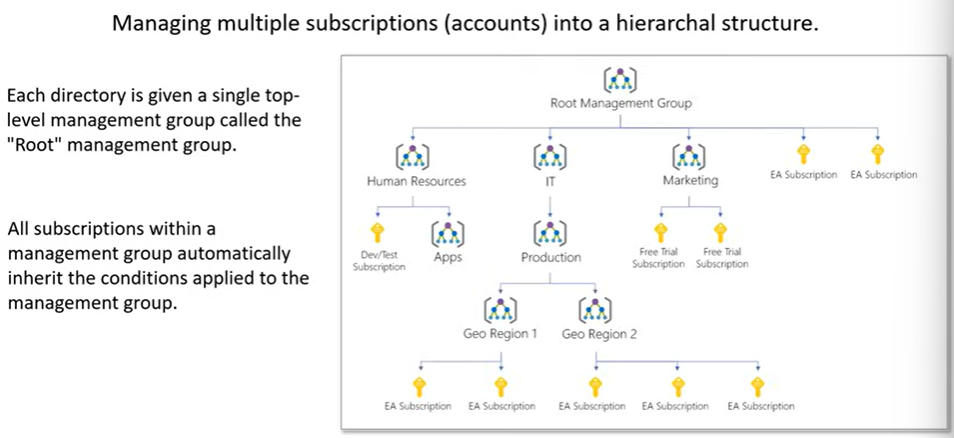 Managing multiple subscriptions (accounts) into a hierarchal structure.
Each directory is given a single top-
level management group called the
"Root" management group.
All subscriptions within a
management group automatically
inherit the conditions applied to the
management group.
Root Management Group
Human Resources
IT
Marketing
EA Subscription
EA Subscription
Dev/Test
Subscription
Apps
Production
Free Trial
Subscription
Free Trial
Subscription
Geo Region 1
Geo Region 2
EA Subscription
EA Subscription
EA Subscription
EA Subscription
EA Subscription